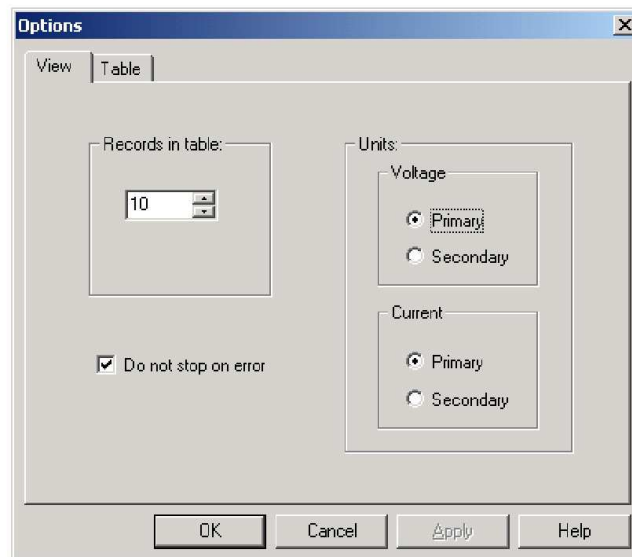 Options
View Table
Records in table:
10
Do not stop on error
Units:
Voltage
Primary
Secondary
Current
Primary
Secondary
OK Cancel Apply Help